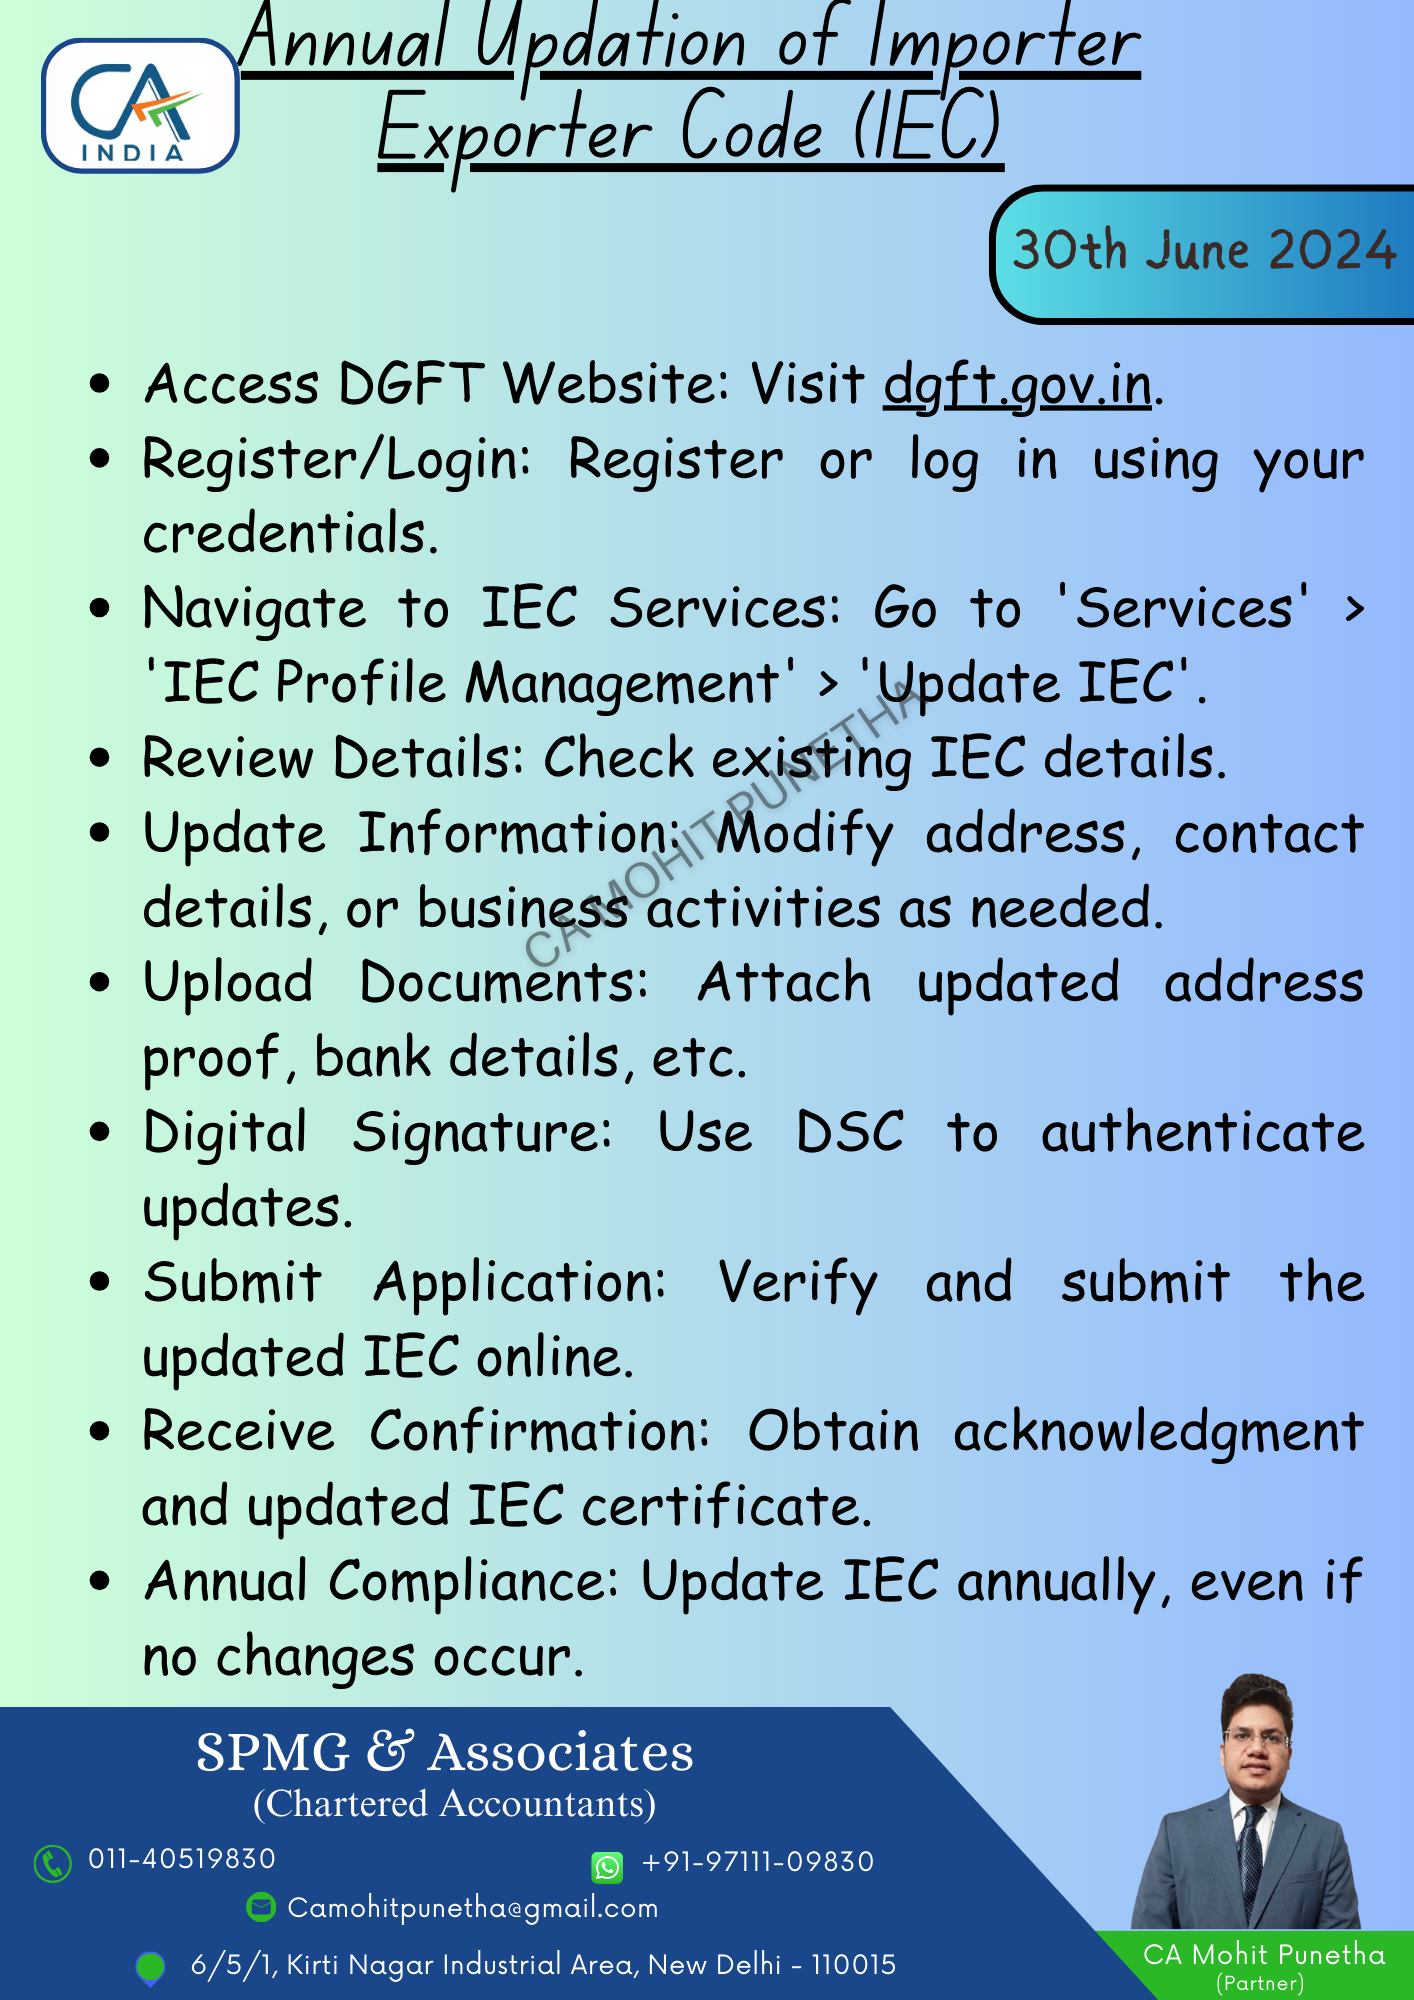 Annual Updation of Importer
Exporter Code (IEC)
CA
INDIA
30th June 2024
• Access DGFT Website: Visit dgft.gov.in.
• Register/Login: Register or log in using your
credentials.
• Navigate to IEC Services: Go to 'Services' >
'IEC Profile Management' > 'Update IEC'.
• Review Details: Check existing IEC details.
• Update Information: Modify address, contact
details, or business activities as needed.
• Upload Documents: Attach updated address
proof, bank details, etc.
• Digital Signature: Use DSC to authenticate
updates.
• Submit Application: Verify and submit the
updated IEC online.
• Receive Confirmation: Obtain acknowledgment
and updated IEC certificate.
• Annual Compliance: Update IEC annually, even if
no changes occur.
CA MOHIT PUNETHA
SPMG & Associates
(Chartered Accountants)
011-40519830
+91-97111-09830
Camohitpunetha@gmail.com
6/5/1, Kirti Nagar Industrial Area, New Delhi - 110015
CA Mohit Punetha
(Partner)